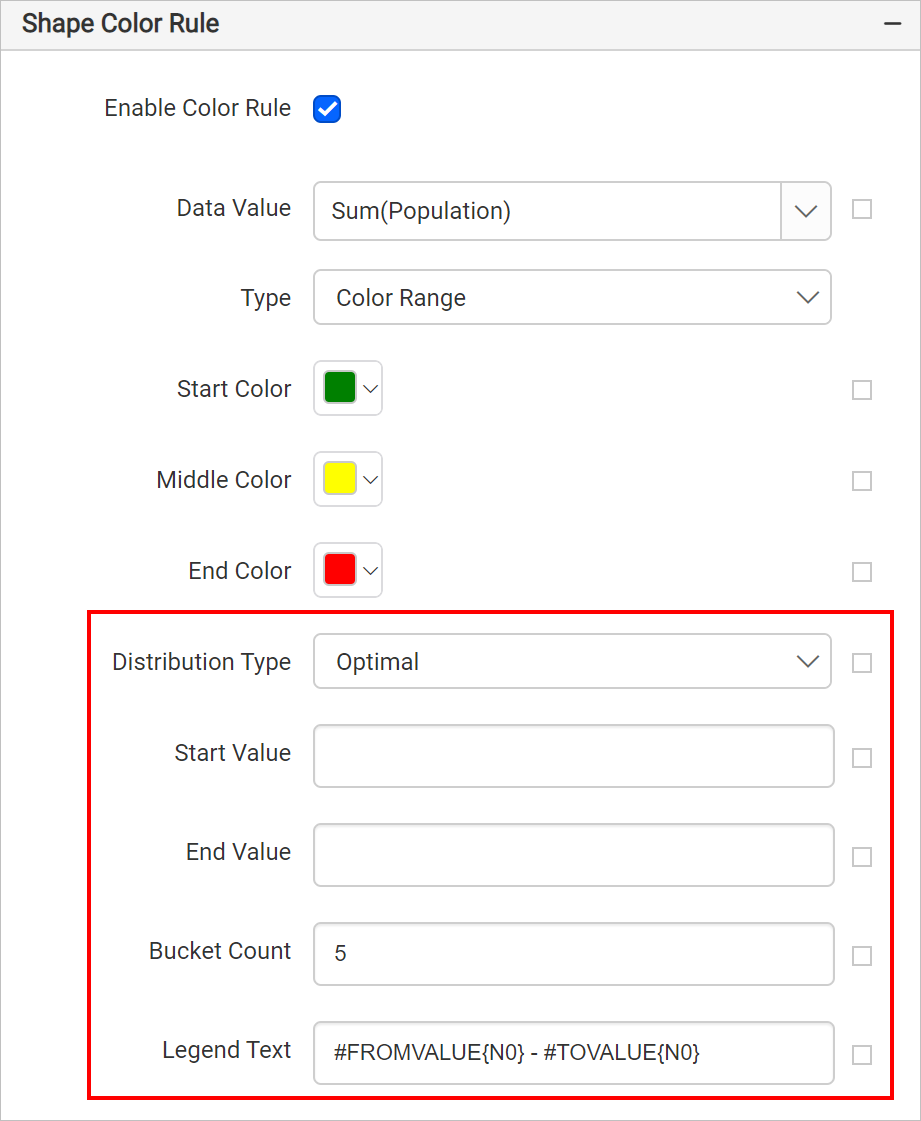 Shape Color Rule
Enable Color Rule
Data Value Sum(Population)
Type Color Range
Start Color
Middle Color
End Color
Distribution Type Optimal
Start Value
End Value
Bucket Count 5
Legend Text #FROMVALUE{N0} - #TOVALUE{N0}